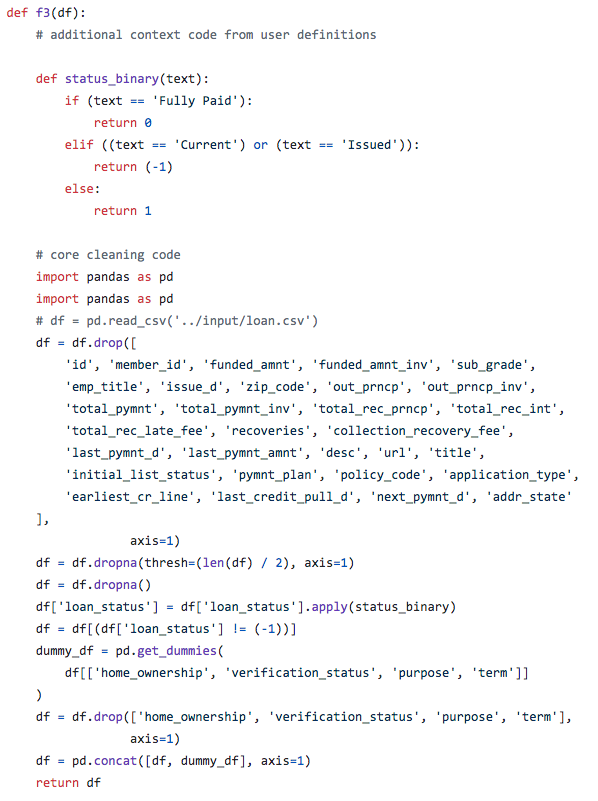 def f3(df):
    # additional context code from user definitions

    def status_binary(text):
        if (text == 'Fully Paid'):
            return 0
        elif ((text == 'Current') or (text == 'Issued')):
            return (-1)
        else:
            return 1

    # core cleaning code
    import pandas as pd
    import pandas as pd
    # df = pd.read_csv('../input/loan.csv')
    df = df.drop([
        'id', 'member_id', 'funded_amnt', 'funded_amnt_inv', 'sub_grade',
        'emp_title', 'issue_d', 'zip_code', 'out_prncp', 'out_prncp_inv',
        'total_pymnt', 'total_pymnt_inv', 'total_rec_prncp', 'total_rec_int',
        'total_rec_late_fee', 'recoveries', 'collection_recovery_fee',
        'last_pymnt_d', 'last_pymnt_amnt', 'desc', 'url', 'title',
        'initial_list_status', 'pymnt_plan', 'policy_code', 'application_type',
        'earliest_cr_line', 'last_credit_pull_d', 'next_pymnt_d', 'addr_state'
    ],
                 axis=1)
    df = df.dropna(thresh=(len(df) / 2), axis=1)
    df = df.dropna()
    df['loan_status'] = df['loan_status'].apply(status_binary)
    df = df[(df['loan_status'] != (-1))]
    dummy_df = pd.get_dummies(
        df[['home_ownership', 'verification_status', 'purpose', 'term']]
    )
    df = df.drop(['home_ownership', 'verification_status', 'purpose', 'term'],
                 axis=1)
    df = pd.concat([df, dummy_df], axis=1)
    return df